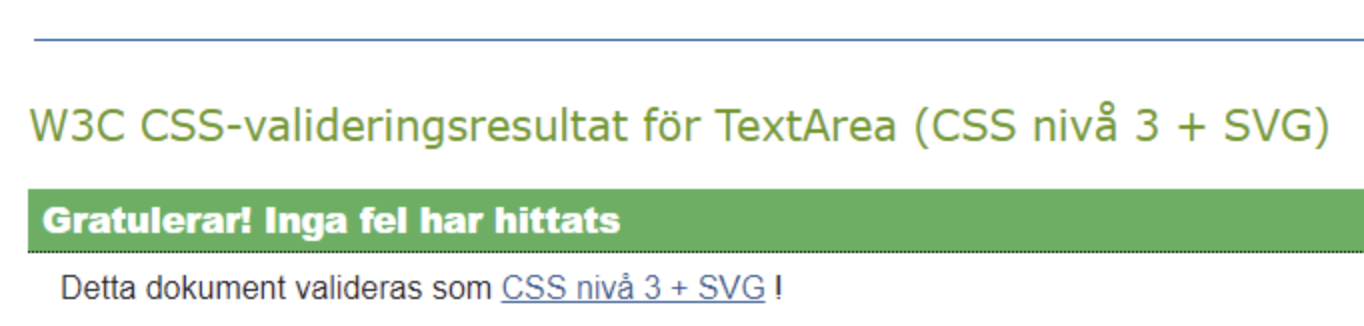 W3C CSS-valideringsresultat för TextArea (CSS nivå 3 + SVG)
Gratulerar! Inga fel har hittats
Detta dokument valideras som CSS nivå 3 + SVG !